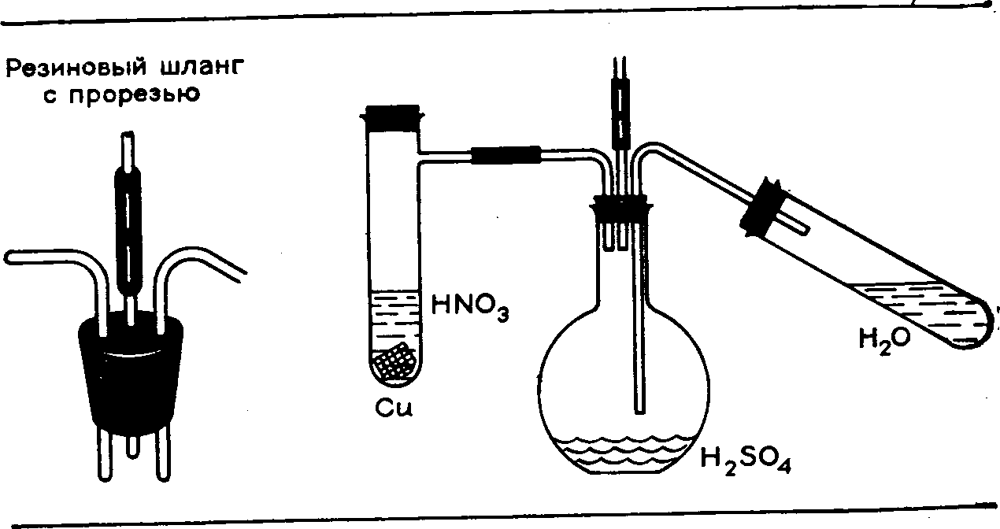 Резиновый шланг
с прорезью
HNO₃
Cu
H₂SO₄
H₂O